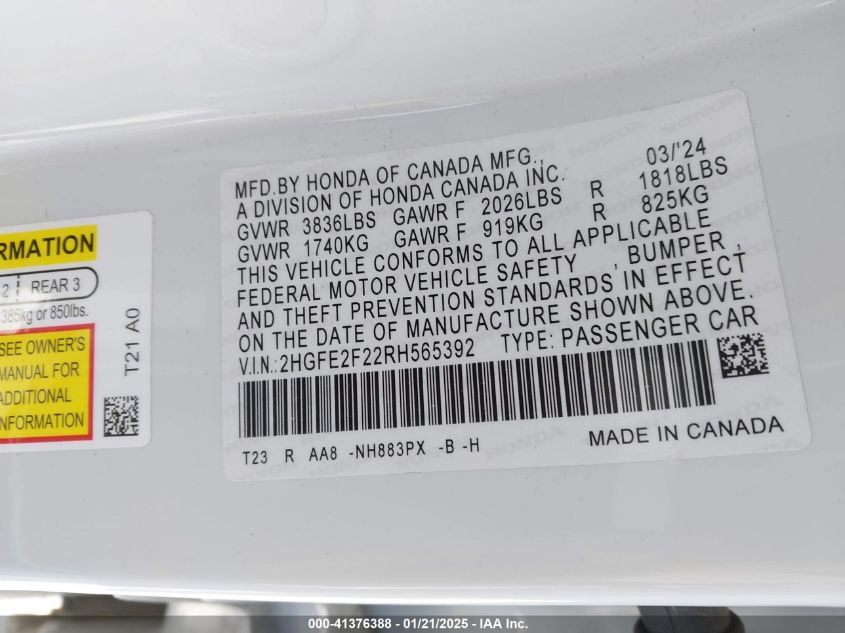 RMATION
2 REAR 3
385kg or 850lbs.
SEE OWNER'S
MANUAL FOR
ADDITIONAL
INFORMATION
T21 A0
MFD.BY HONDA OF CANADA MFG., 03/'24
A DIVISION OF HONDA CANADA INC.
GVWR 3836LBS GAWR F 2026LBS R 1818LBS
GVWR 1740KG GAWR F 919KG R 825KG
THIS VEHICLE CONFORMS TO ALL APPLICABLE
FEDERAL MOTOR VEHICLE SAFETY , BUMPER ,
AND THEFT PREVENTION STANDARDS IN EFFECT
ON THE DATE OF MANUFACTURE SHOWN ABOVE.
V.I.N.:2HGFE2F22RH565392 TYPE: PASSENGER CAR
T23 R AA8 -NH883PX -B -H
MADE IN CANADA
000-41376388 - 01/21/2025 - IAA Inc.